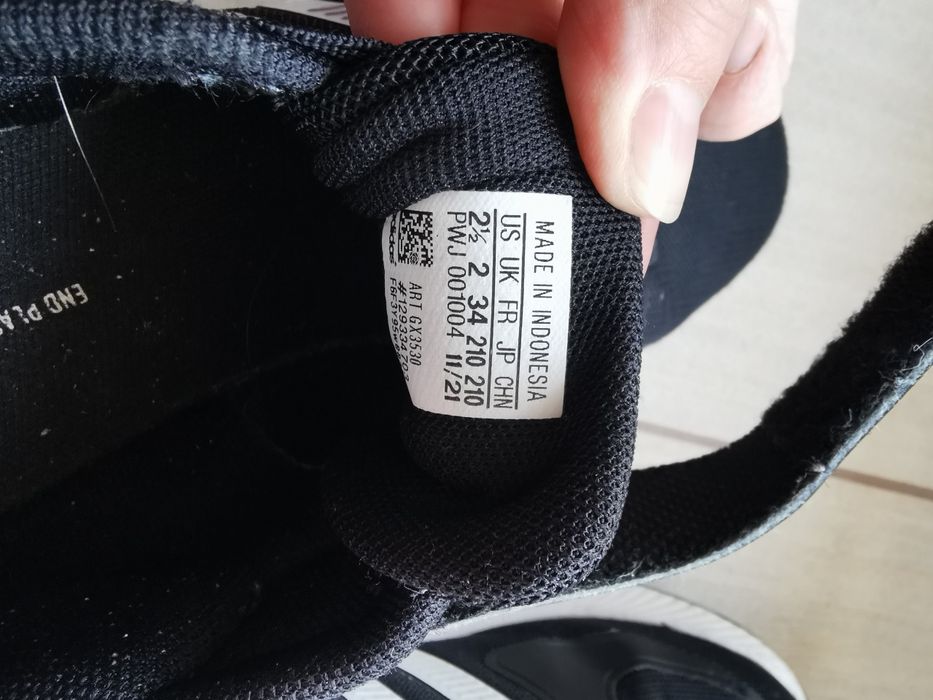 MADE IN INDONESIA
US UK FR JP CHN
2½ 2 34 210 210
PWJ 001004 11/21
ART GX3530
adidas
END PLA